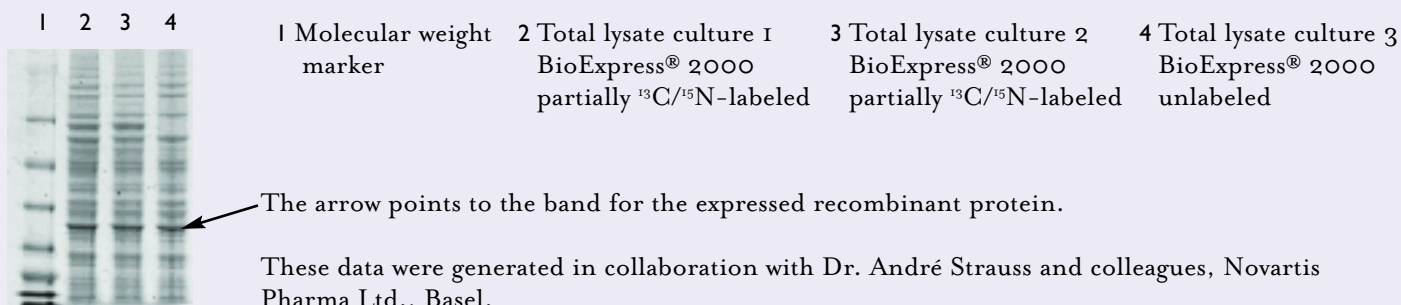 1 2 3 4
1 Molecular weight marker
2 Total lysate culture 1
BioExpress® 2000
partially ¹³C/¹⁵N-labeled
3 Total lysate culture 2
BioExpress® 2000
partially ¹³C/¹⁵N-labeled
4 Total lysate culture 3
BioExpress® 2000
unlabeled
The arrow points to the band for the expressed recombinant protein.
These data were generated in collaboration with Dr. André Strauss and colleagues, Novartis
Pharma Ltd., Basel.